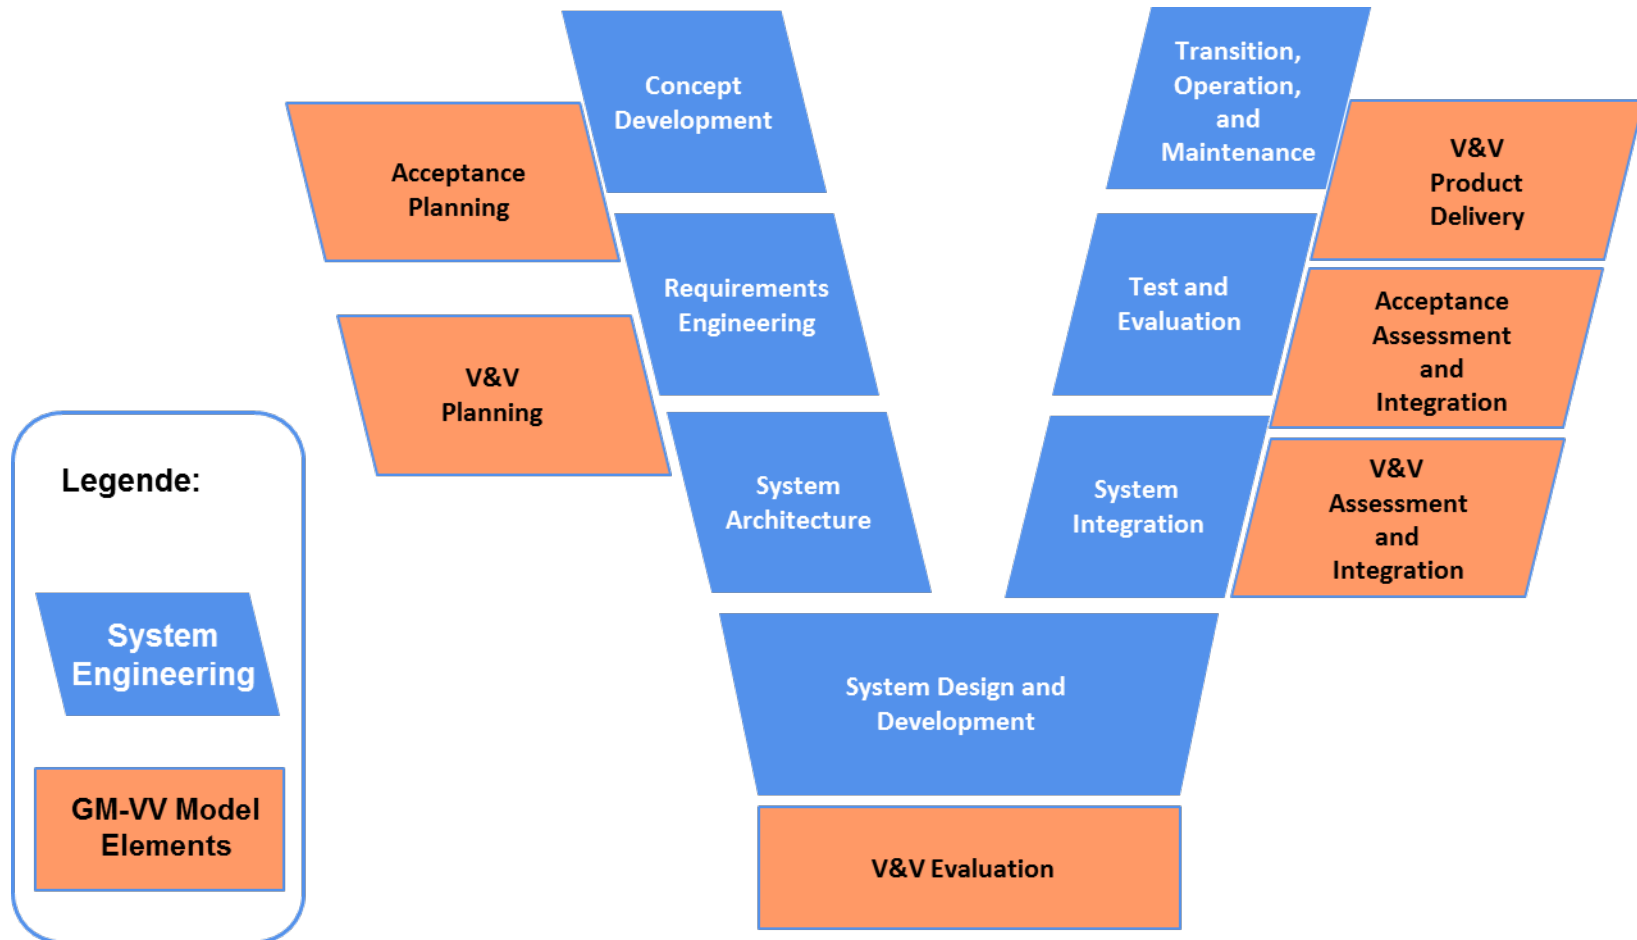 Concept
Development
Transition,
Operation,
and
Maintenance
Acceptance
Planning
V&V
Product
Delivery
Requirements
Engineering
Test and
Evaluation
Acceptance
Assessment
and
Integration
V&V
Planning
System
Architecture
System
Integration
V&V
Assessment
and
Integration
System Design and
Development
V&V Evaluation
Legende:
System
Engineering
GM-VV Model
Elements